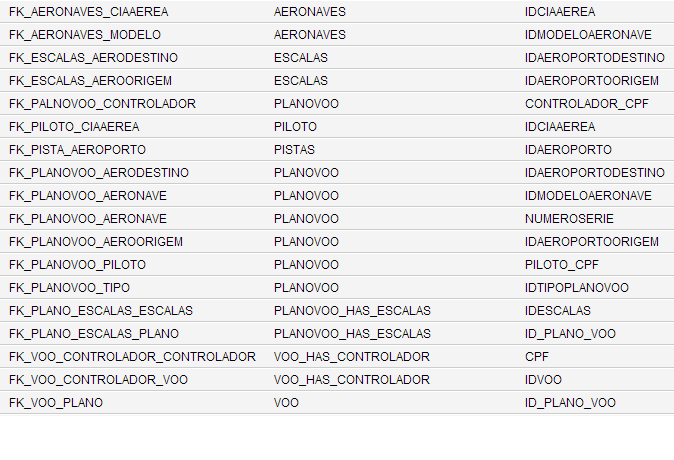 FK_AERONAVES_CIAAEREA AERONAVES IDCIAAEREA
FK_AERONAVES_MODELO AERONAVES IDMODELOAERONAVE
FK_ESCALAS_AERODESTINO ESCALAS IDAEROPORTODESTINO
FK_ESCALAS_AEROORIGEM ESCALAS IDAEROPORTOORIGEM
FK_PALNOVOO_CONTROLADOR PLANOVOO CONTROLADOR_CPF
FK_PILOTO_CIAAEREA PILOTO IDCIAAEREA
FK_PISTA_AEROPORTO PISTAS IDAEROPORTO
FK_PLANOVOO_AERODESTINO PLANOVOO IDAEROPORTODESTINO
FK_PLANOVOO_AERONAVE PLANOVOO IDMODELOAERONAVE
FK_PLANOVOO_AERONAVE PLANOVOO NUMEROSERIE
FK_PLANOVOO_AEROORIGEM PLANOVOO IDAEROPORTOORIGEM
FK_PLANOVOO_PILOTO PLANOVOO PILOTO_CPF
FK_PLANOVOO_TIPO PLANOVOO IDTIPOPLANOVOO
FK_PLANO_ESCALAS_ESCALAS PLANOVOO_HAS_ESCALAS IDESCALAS
FK_PLANO_ESCALAS_PLANO PLANOVOO_HAS_ESCALAS ID_PLANO_VOO
FK_VOO_CONTROLADOR_CONTROLADOR VOO_HAS_CONTROLADOR CPF
FK_VOO_CONTROLADOR_VOO VOO_HAS_CONTROLADOR IDVOO
FK_VOO_PLANO VOO ID_PLANO_VOO